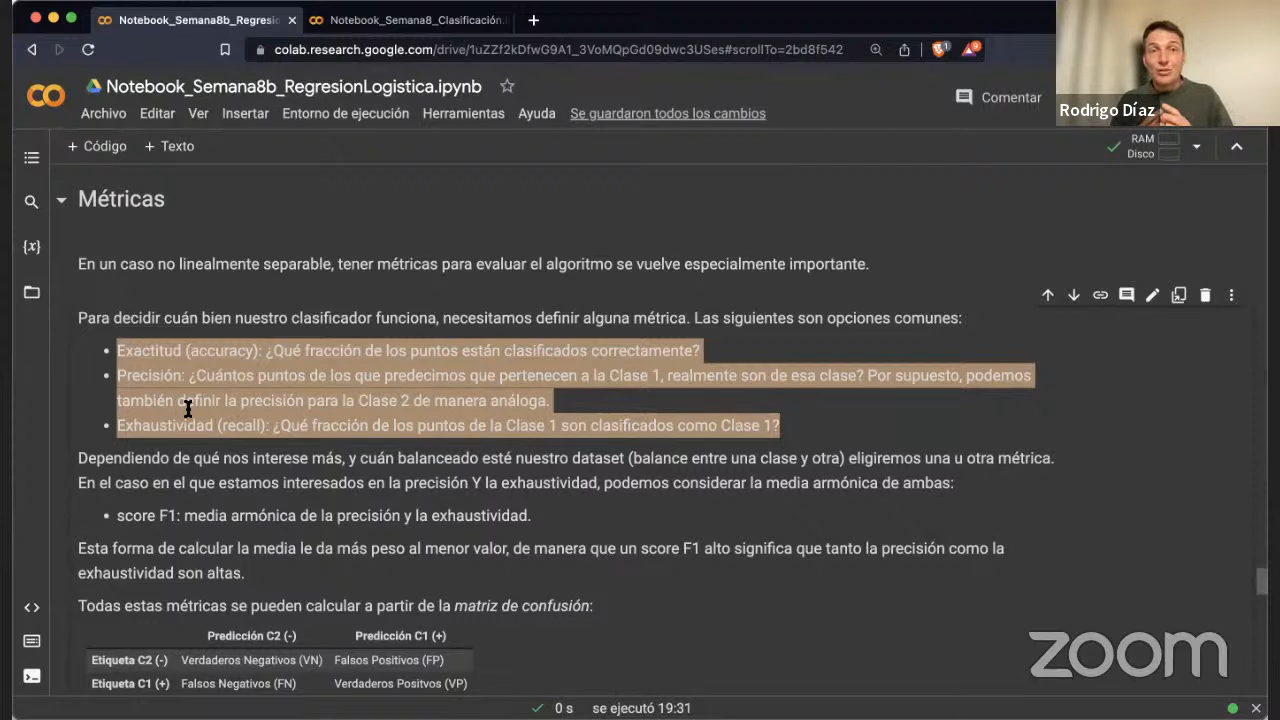 Notebook_Semana8b_Regresio
Notebook_Semana8_Clasificación.i
colab.research.google.com/drive/1uZZf2kDfwG9A1_3VoMQpGd09dwc3USes#scrollTo=2bd8f542
1
9
Notebook_Semana8b_RegresionLogistica.ipynb
Archivo Editar Ver Insertar Entorno de ejecución Herramientas Ayuda Se guardaron todos los cambios
Comentar
Rodrigo Díaz
+ Código + Texto
RAM
Disco
Métricas
{x}
En un caso no linealmente separable, tener métricas para evaluar el algoritmo se vuelve especialmente importante.
Para decidir cuán bien nuestro clasificador funciona, necesitamos definir alguna métrica. Las siguientes son opciones comunes:
• Exactitud (accuracy): ¿Qué fracción de los puntos están clasificados correctamente?
• Precisión: ¿Cuántos puntos de los que predecimos que pertenecen a la Clase 1, realmente son de esa clase? Por supuesto, podemos
también definir la precisión para la Clase 2 de manera análoga.
• Exhaustividad (recall): ¿Qué fracción de los puntos de la Clase 1 son clasificados como Clase 1?
Dependiendo de qué nos interese más, y cuán balanceado esté nuestro dataset (balance entre una clase y otra) eligiremos una u otra métrica.
En el caso en el que estamos interesados en la precisión Y la exhaustividad, podemos considerar la media armónica de ambas:
• score F1: media armónica de la precisión y la exhaustividad.
Esta forma de calcular la media le da más peso al menor valor, de manera que un score F1 alto significa que tanto la precisión como la
exhaustividad son altas.
Todas estas métricas se pueden calcular a partir de la matriz de confusión:
Predicción C2 (-) Predicción C1 (+)
Etiqueta C2 (-) Verdaderos Negativos (VN) Falsos Positivos (FP)
Etiqueta C1 (+) Falsos Negativos (FN) Verdaderos Positvos (VP)
zoom
0 s se ejecutó 19:31